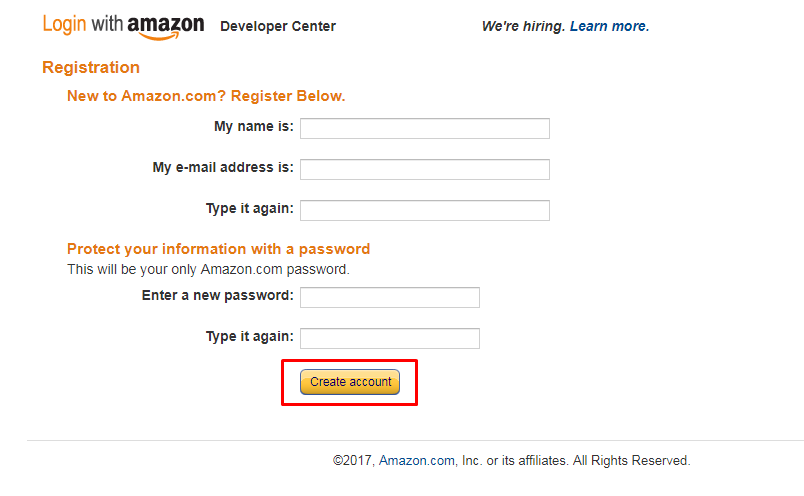 Login with amazon Developer Center We're hiring. Learn more.
Registration
New to Amazon.com? Register Below.
My name is:
My e-mail address is:
Type it again:
Protect your information with a password
This will be your only Amazon.com password.
Enter a new password:
Type it again:
Create account
©2017, Amazon.com, Inc. or its affiliates. All Rights Reserved.